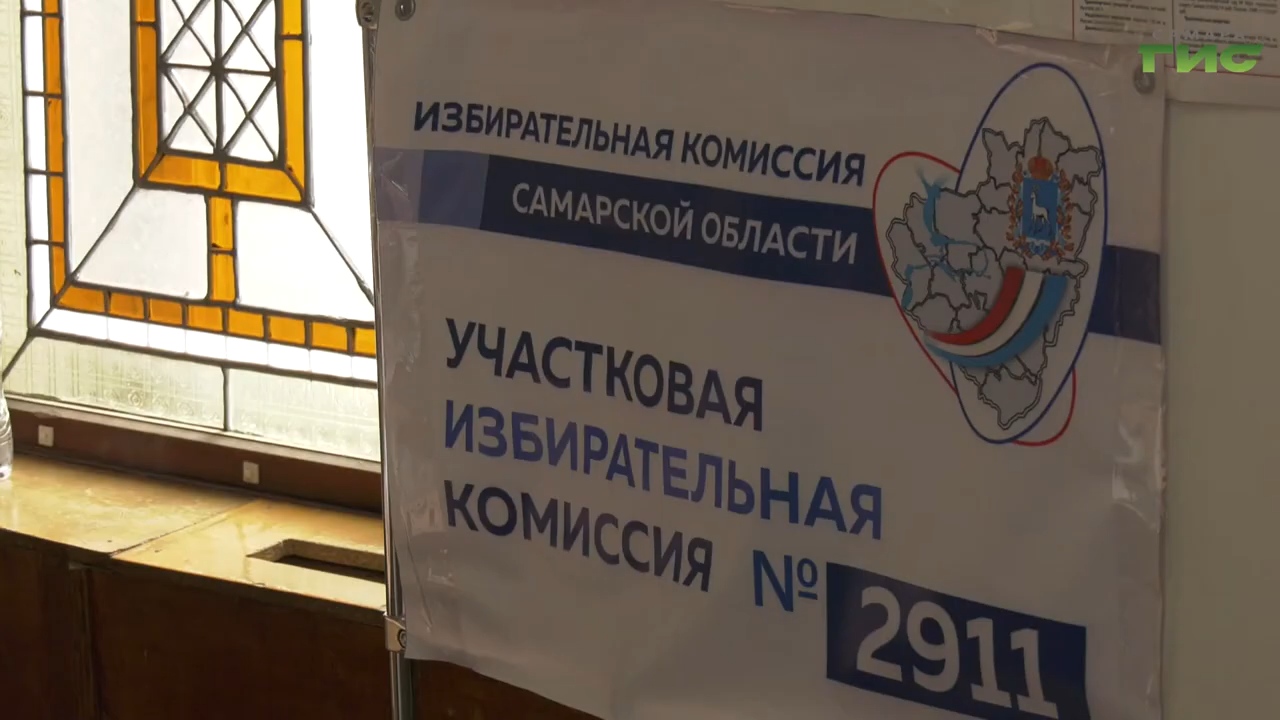 ИЗБИРАТЕЛЬНАЯ КОМИССИЯ
САМАРСКОЙ ОБЛАСТИ
УЧАСТКОВАЯ
ИЗБИРАТЕЛЬНАЯ
КОМИССИЯ № 2911
ГИС